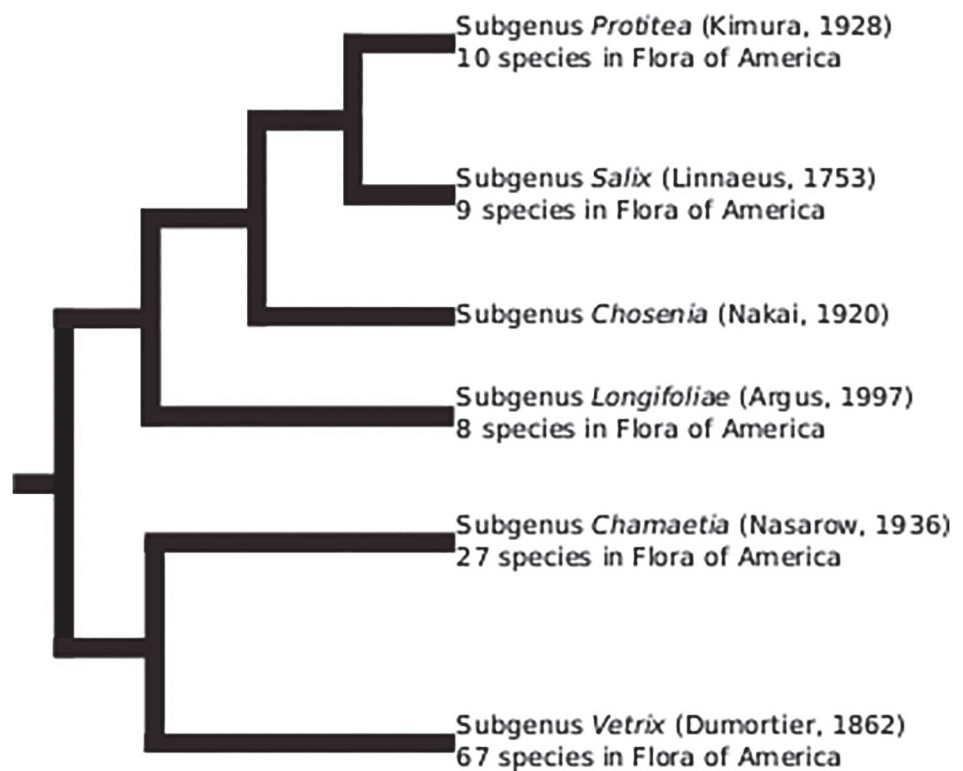 Subgenus Protitea (Kimura, 1928)
10 species in Flora of America
Subgenus Salix (Linnaeus, 1753)
9 species in Flora of America
Subgenus Chosenia (Nakai, 1920)
Subgenus Longifoliae (Argus, 1997)
8 species in Flora of America
Subgenus Chamaetia (Nasarow, 1936)
27 species in Flora of America
Subgenus Vetrix (Dumortier, 1862)
67 species in Flora of America